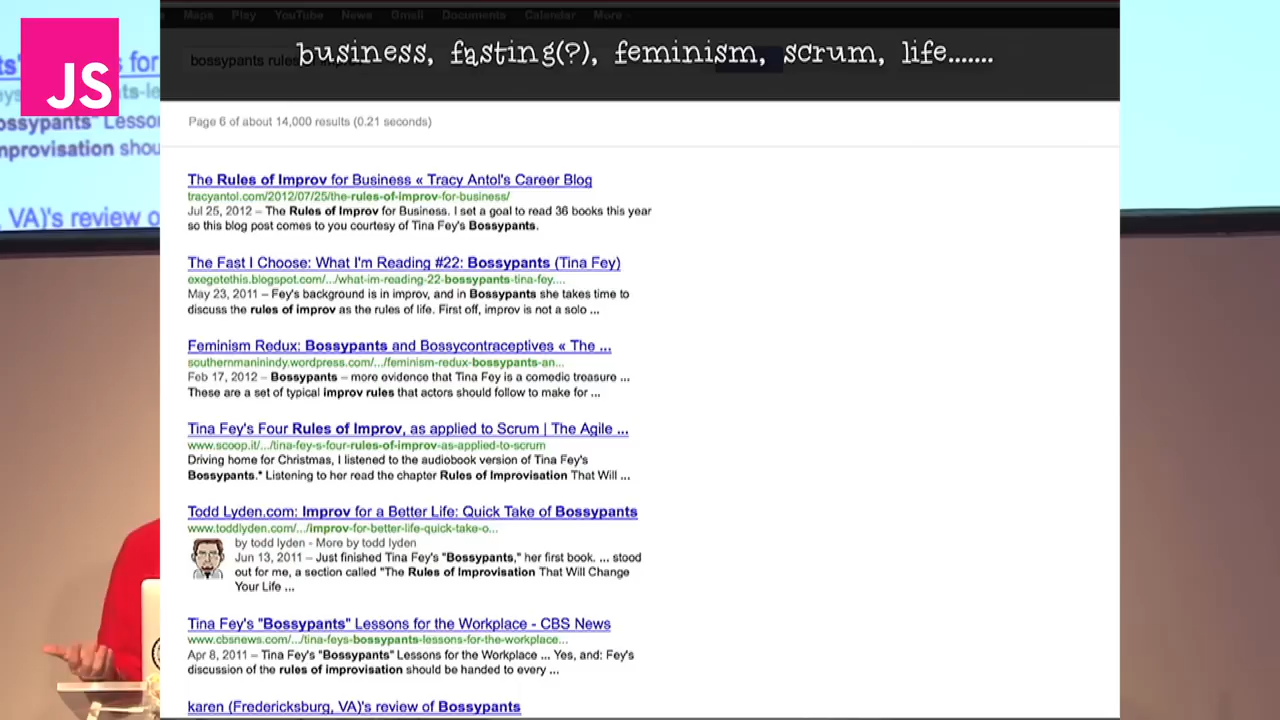 Maps Play YouTube News Gmail Documents Calendar More
business, fasting(?), feminism, scrum, life.......
bossypants rules
JS
Page 6 of about 14,000 results (0.21 seconds)
The Rules of Improv for Business « Tracy Antol's Career Blog
tracyantol.com/2012/07/25/the-rules-of-improv-for-business/
Jul 25, 2012 – The Rules of Improv for Business. I set a goal to read 36 books this year
so this blog post comes to you courtesy of Tina Fey's Bossypants.
The Fast I Choose: What I'm Reading #22: Bossypants (Tina Fey)
exegetethis.blogspot.com/.../what-im-reading-22-bossypants-tina-fey....
May 23, 2011 – Fey's background is in improv, and in Bossypants she takes time to
discuss the rules of improv as the rules of life. First off, improv is not a solo ...
Feminism Redux: Bossypants and Bossycontraceptives « The ...
southernmaninindy.wordpress.com/.../feminism-redux-bossypants-an...
Feb 17, 2012 – Bossypants – more evidence that Tina Fey is a comedic treasure ...
These are a set of typical improv rules that actors should follow to make for ...
Tina Fey's Four Rules of Improv, as applied to Scrum | The Agile ...
www.scoop.it/.../tina-fey-s-four-rules-of-improv-as-applied-to-scrum
Driving home for Christmas, I listened to the audiobook version of Tina Fey's
Bossypants.* Listening to her read the chapter Rules of Improvisation That Will ...
Todd Lyden.com: Improv for a Better Life: Quick Take of Bossypants
www.toddlyden.com/.../improv-for-better-life-quick-take-o...
by todd lyden - More by todd lyden
Jun 13, 2011 – Just finished Tina Fey's "Bossypants," her first book. ... stood
out for me, a section called "The Rules of Improvisation That Will Change
Your Life ...
Tina Fey's "Bossypants" Lessons for the Workplace - CBS News
www.cbsnews.com/.../tina-feys-bossypants-lessons-for-the-workplace...
Apr 8, 2011 – Tina Fey's "Bossypants" Lessons for the Workplace ... Yes, and: Fey's
discussion of the rules of improvisation should be handed to every ...
karen (Fredericksburg, VA)'s review of Bossypants